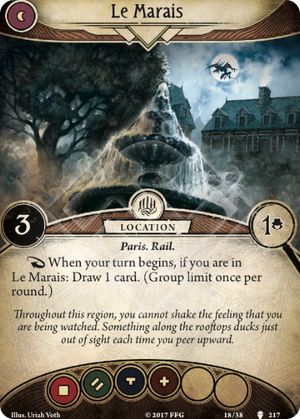 Le Marais
3
LOCATION
1
Paris. Rail.
When your turn begins, if you are in
Le Marais: Draw 1 card. (Group limit once per
round.)
Throughout this region, you cannot shake the feeling that
you are being watched. Something along the rooftops ducks just
out of sight each time you peer upward.
Illus. Uriah Voth
© 2017 FFG
18/38
217